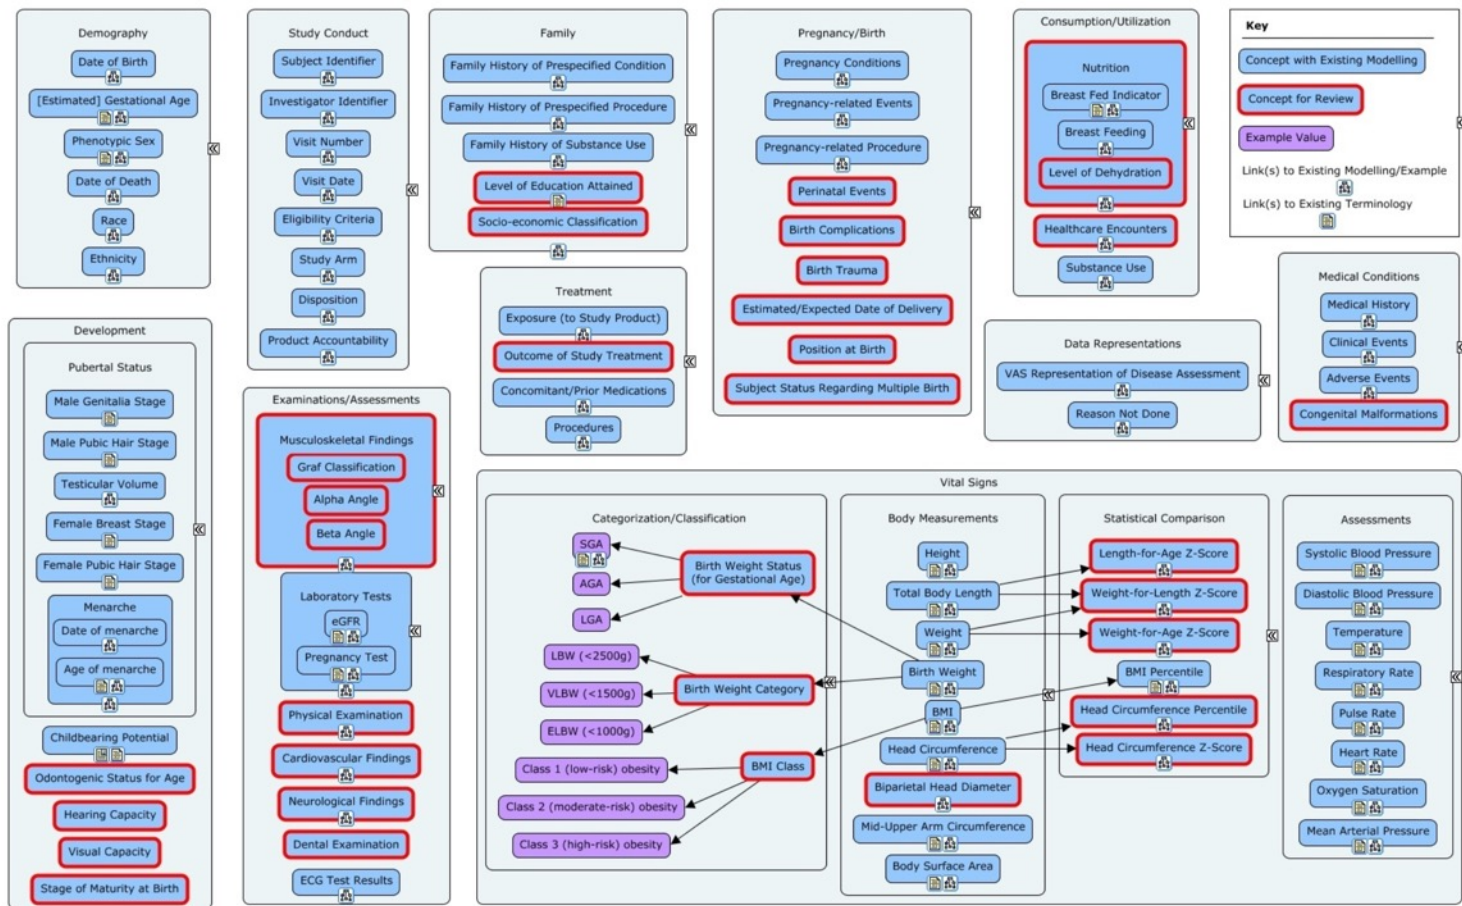 Demography
Date of Birth
[Estimated] Gestational Age
Phenotypic Sex
Date of Death
Race
Ethnicity
Study Conduct
Subject Identifier
Investigator Identifier
Visit Number
Visit Date
Eligibility Criteria
Study Arm
Disposition
Product Accountability
Family
Family History of Prespecified Condition
Family History of Prespecified Procedure
Family History of Substance Use
Level of Education Attained
Socio-economic Classification
Treatment
Exposure (to Study Product)
Outcome of Study Treatment
Concomitant/Prior Medications
Procedures
Pregnancy/Birth
Pregnancy Conditions
Pregnancy-related Events
Pregnancy-related Procedure
Perinatal Events
Birth Complications
Birth Trauma
Estimated/Expected Date of Delivery
Position at Birth
Subject Status Regarding Multiple Birth
Consumption/Utilization
Nutrition
Breast Fed Indicator
Breast Feeding
Level of Dehydration
Healthcare Encounters
Substance Use
Key
Concept with Existing Modelling
Concept for Review
Example Value
Link(s) to Existing Modelling/Example
Link(s) to Existing Terminology
Medical Conditions
Medical History
Clinical Events
Adverse Events
Congenital Malformations
Data Representations
VAS Representation of Disease Assessment
Reason Not Done
Development
Pubertal Status
Male Genitalia Stage
Male Pubic Hair Stage
Testicular Volume
Female Breast Stage
Female Pubic Hair Stage
Menarche
Date of menarche
Age of menarche
Childbearing Potential
Odontogenic Status for Age
Hearing Capacity
Visual Capacity
Stage of Maturity at Birth
Examinations/Assessments
Musculoskeletal Findings
Graf Classification
Alpha Angle
Beta Angle
Laboratory Tests
eGFR
Pregnancy Test
Physical Examination
Cardiovascular Findings
Neurological Findings
Dental Examination
ECG Test Results
Vital Signs
Categorization/Classification
SGA
AGA
LGA
Birth Weight Status
(for Gestational Age)
LBW (<2500g)
VLBW (<1500g)
ELBW (<1000g)
Birth Weight Category
Class 1 (low-risk) obesity
Class 2 (moderate-risk) obesity
Class 3 (high-risk) obesity
BMI Class
Body Measurements
Height
Total Body Length
Weight
Birth Weight
BMI
Head Circumference
Biparietal Head Diameter
Mid-Upper Arm Circumference
Body Surface Area
Statistical Comparison
Length-for-Age Z-Score
Weight-for-Length Z-Score
Weight-for-Age Z-Score
BMI Percentile
Head Circumference Percentile
Head Circumference Z-Score
Assessments
Systolic Blood Pressure
Diastolic Blood Pressure
Temperature
Respiratory Rate
Pulse Rate
Heart Rate
Oxygen Saturation
Mean Arterial Pressure